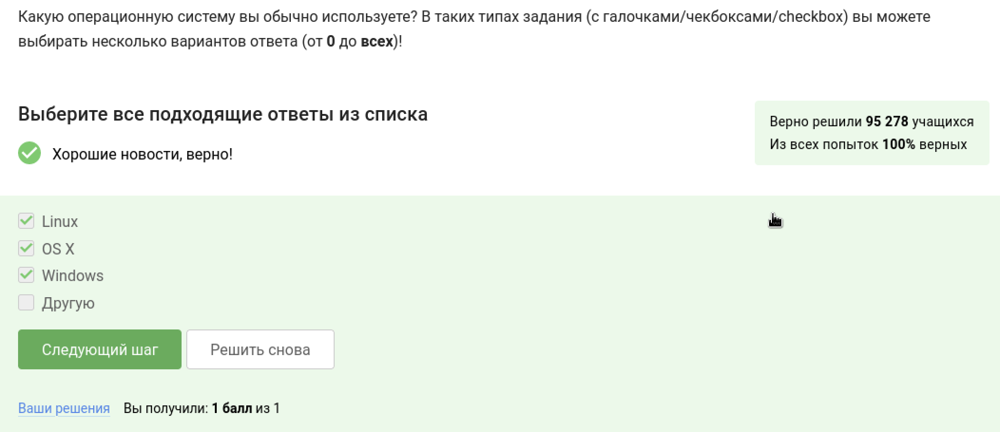 Какую операционную систему вы обычно используете? В таких типах задания (с галочками/чекбоксами/checkbox) вы можете
выбирать несколько вариантов ответа (от 0 до всех)!
Выберите все подходящие ответы из списка
Верно решили 95 278 учащихся
Из всех попыток 100% верных
Хорошие новости, верно!
Linux
OS X
Windows
Другую
Следующий шаг
Решить снова
Ваши решения Вы получили: 1 балл из 1